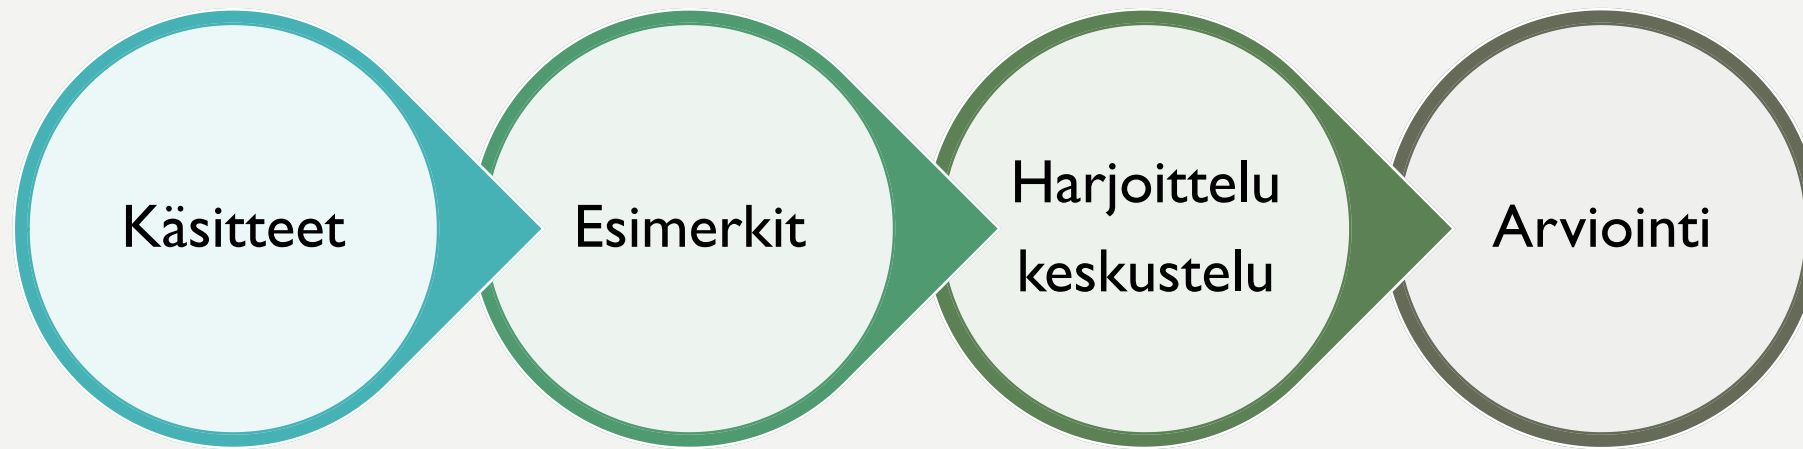 Käsitteet
Esimerkit
Harjoittelu
keskustelu
Arviointi